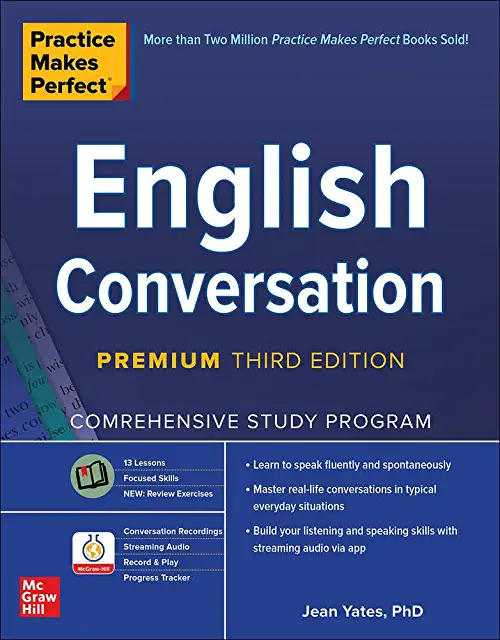 Practice
Makes
Perfect®
More than Two Million Practice Makes Perfect Books Sold!
English
Conversation
PREMIUM THIRD EDITION
COMREHENSIVE STUDY PROGRAM
13 Lessons
Focused Skills
NEW: Review Exercises
• Learn to speak fluently and spontaneously
• Master real-life conversations in typical
everyday situations
• Build your listening and speaking skills with
streaming audio via app
Conversation Recordings
Streaming Audio
Record & Play
Progress Tracker
McGraw-Hill
Mc
Graw
Hill
Jean Yates, PhD